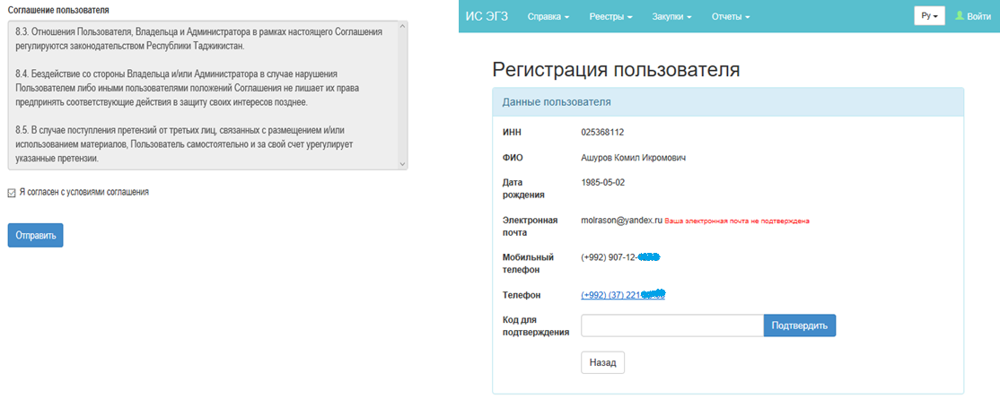 Соглашение пользователя
8.3. Отношения Пользователя, Владельца и Администратора в рамках настоящего Соглашения
регулируются законодательством Республики Таджикистан.
8.4. Бездействие со стороны Владельца и/или Администратора в случае нарушения
Пользователем либо иными пользователями положений Соглашения не лишает их права
предпринять соответствующие действия в защиту своих интересов позднее.
8.5. В случае поступления претензий от третьих лиц, связанных с размещением и/или
использованием материалов, Пользователь самостоятельно и за свой счет урегулирует
указанные претензии.
Я согласен с условиями соглашения
Отправить
ИС ЭГЗ Справка Реестры Закупки Отчеты Ру Войти
Регистрация пользователя
Данные пользователя
ИНН 025368112
ФИО Ашуров Комил Икромович
Дата 1985-05-02
рождения
Электронная molrason@yandex.ru Ваша электронная почта не подтверждена
почта
Мобильный (+992) 907-12-
телефон
Телефон (+992) (37) 221
Код для Подтвердить
подтверждения
Назад